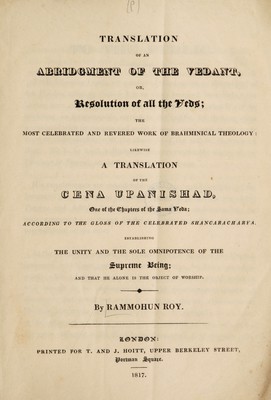 TRANSLATION
OF AN
ABRIDGMENT OF THE VEDANT,
OR,
Resolution of all the Veds;
THE
MOST CELEBRATED AND REVERED WORK OF BRAHMINICAL THEOLOGY:
LIKEWISE
A TRANSLATION
OF THE
CENA UPANISHAD,
One of the Chapters of the Sama Veda;
ACCORDING TO THE GLOSS OF THE CELEBRATED SHANCARACHARYA.
ESTABLISHING
THE UNITY AND THE SOLE OMNIPOTENCE OF THE
Supreme Being;
AND THAT HE ALONE IS THE OBJECT OF WORSHIP.
By RAMMOHUN ROY.
LONDON:
PRINTED FOR T. AND J. HOITT, UPPER BERKELEY STREET,
Portman Square.
1817.